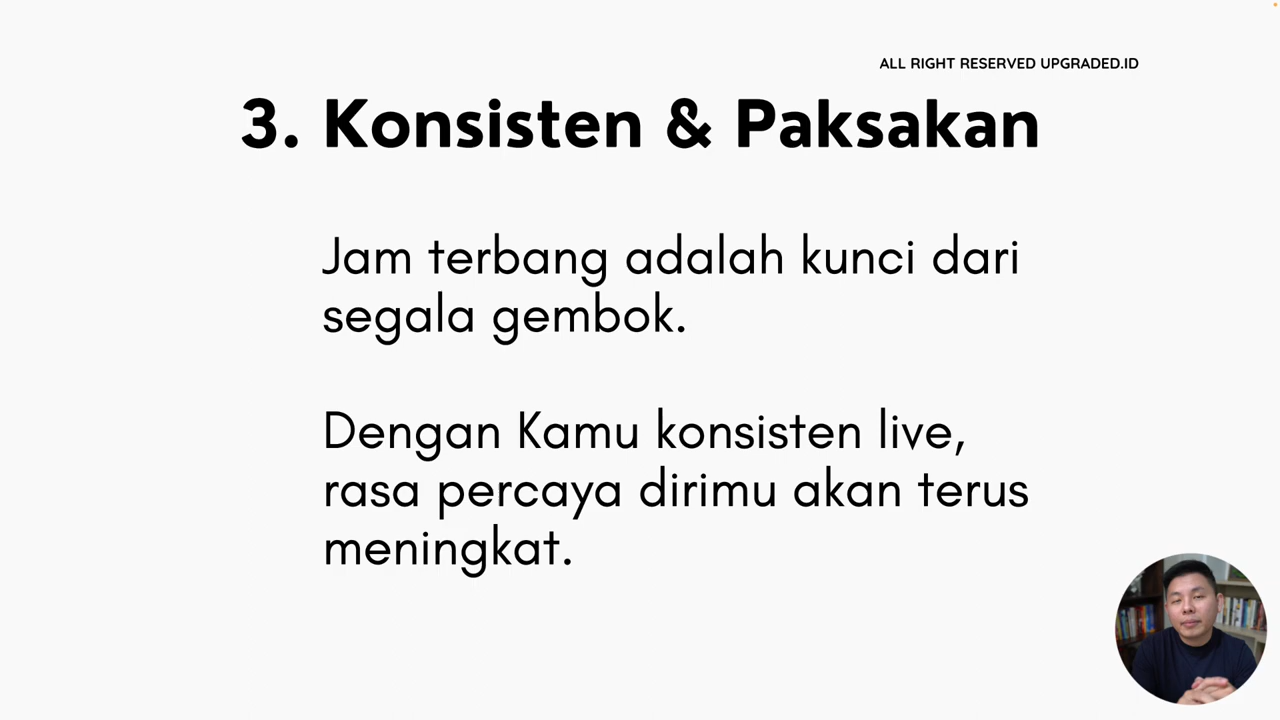 ALL RIGHT RESERVED UPGRADED.ID
3. Konsisten & Paksakan
Jam terbang adalah kunci dari
segala gembok.
Dengan Kamu konsisten live,
rasa percaya dirimu akan terus
meningkat.